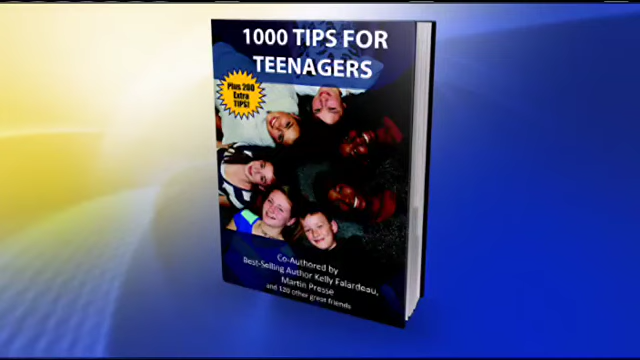 1000 TIPS FOR
TEENAGERS
Plus 200
Extra
TIPS!
Co-Authored by
Best-Selling Author Kelly Falardeau,
Martin Presse
and 120 other great friends